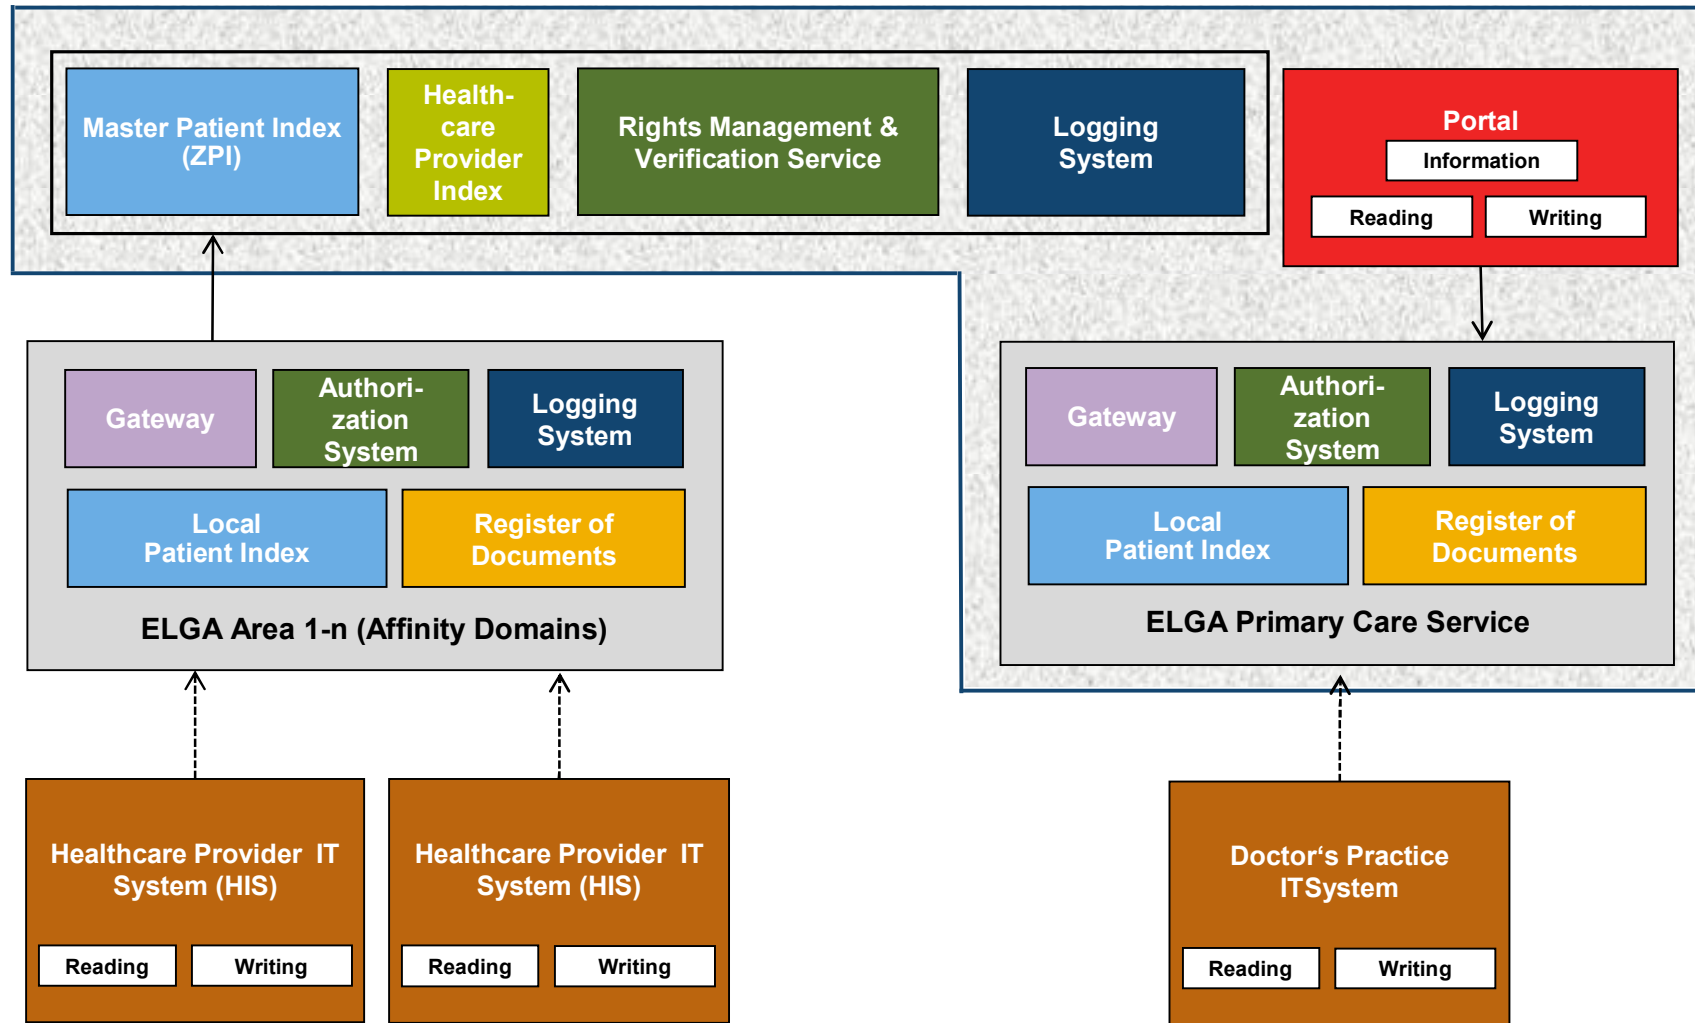 Master Patient Index
(ZPI)
Health-
care
Provider
Index
Rights Management &
Verification Service
Logging
System
Portal
Information
Reading
Writing
Gateway
Authori-
zation
System
Logging
System
Local
Patient Index
Register of
Documents
ELGA Area 1-n (Affinity Domains)
Gateway
Authori-
zation
System
Logging
System
Local
Patient Index
Register of
Documents
ELGA Primary Care Service
Healthcare Provider IT
System (HIS)
Reading
Writing
Healthcare Provider IT
System (HIS)
Reading
Writing
Doctor‘s Practice
ITSystem
Reading
Writing